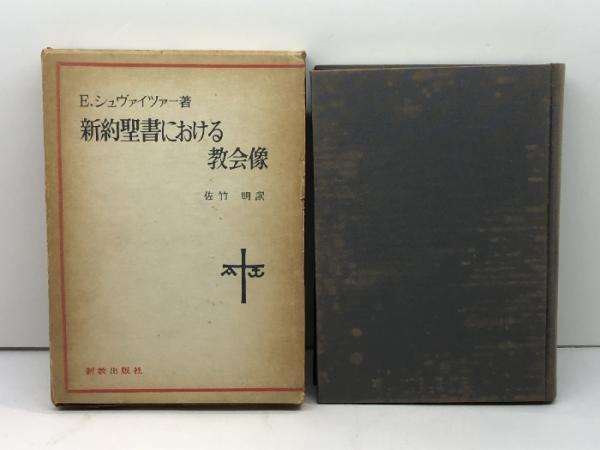 E.シュヴァイツァー著
新約聖書における
教会像
佐竹 明訳
新教出版社